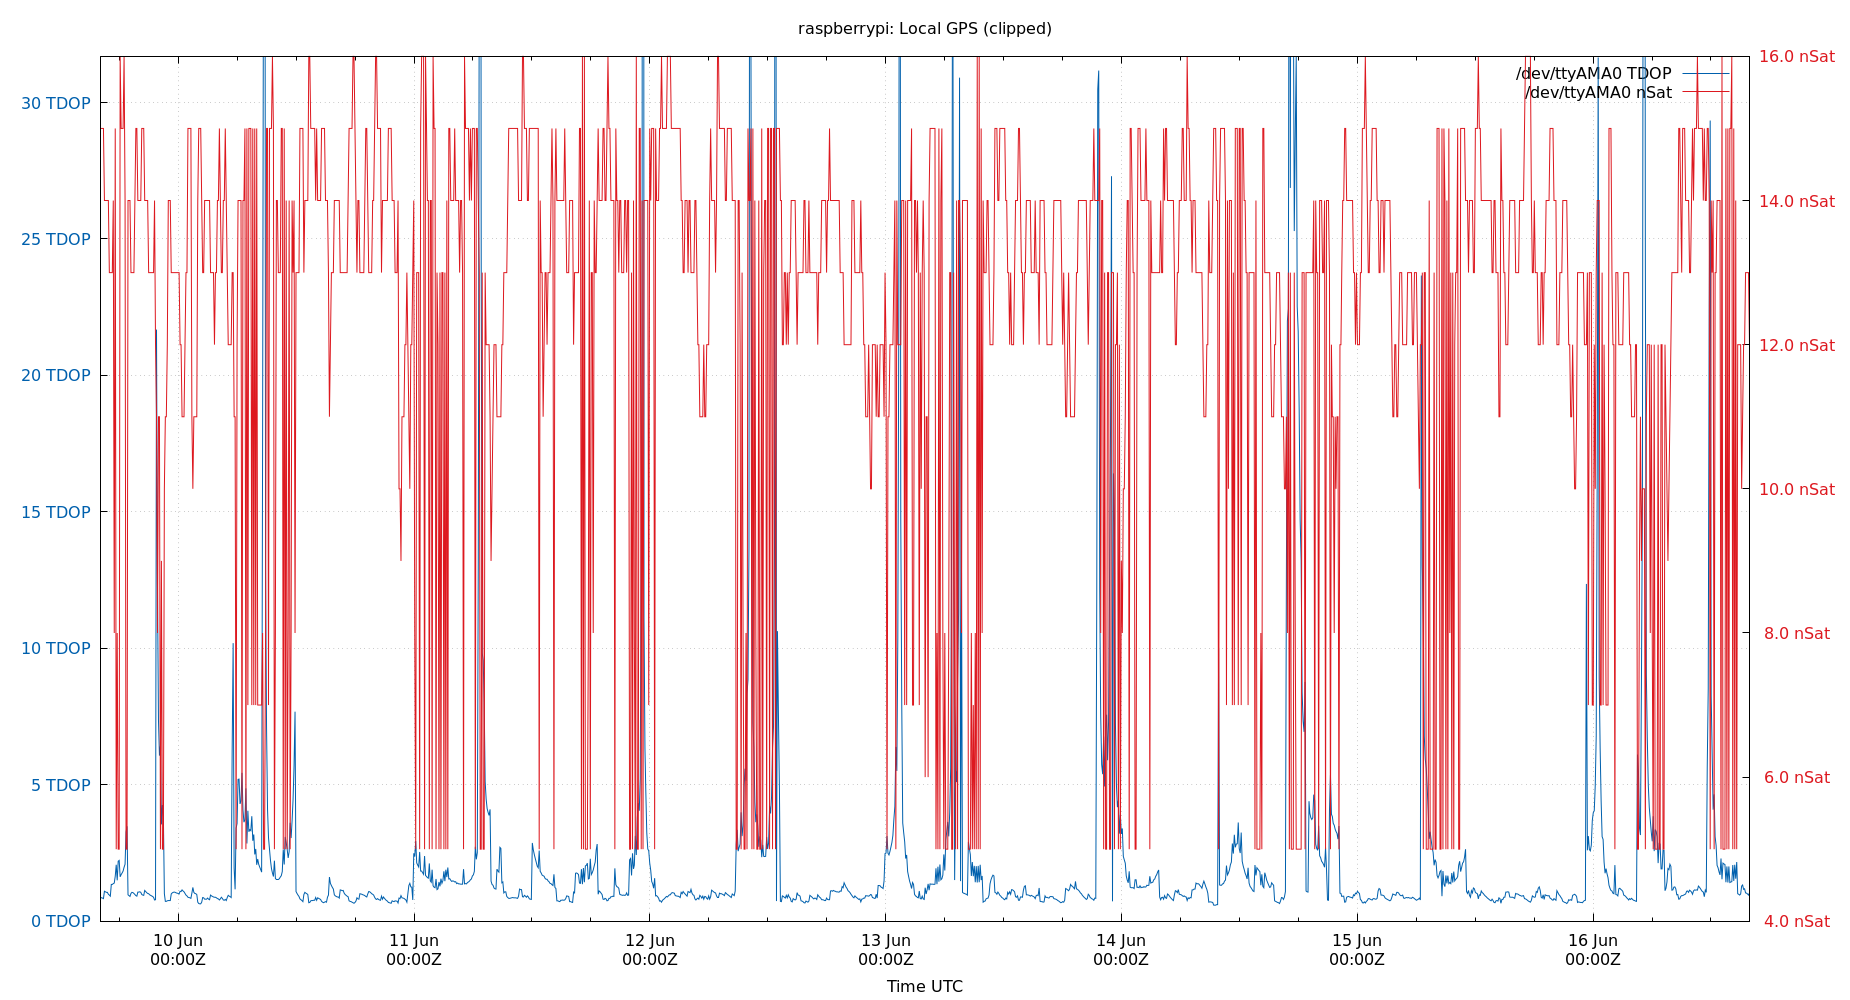 raspberrypi: Local GPS (clipped)
16.0 nSat
/dev/ttyAMA0 TDOP
/dev/ttyAMA0 nSat
30 TDOP
14.0 nSat
25 TDOP
12.0 nSat
20 TDOP
10.0 nSat
15 TDOP
8.0 nSat
10 TDOP
6.0 nSat
5 TDOP
4.0 nSat
0 TDOP
10 Jun 11 Jun 12 Jun 13 Jun 14 Jun 15 Jun 16 Jun
00:00Z 00:00Z 00:00Z 00:00Z 00:00Z 00:00Z 00:00Z
Time UTC